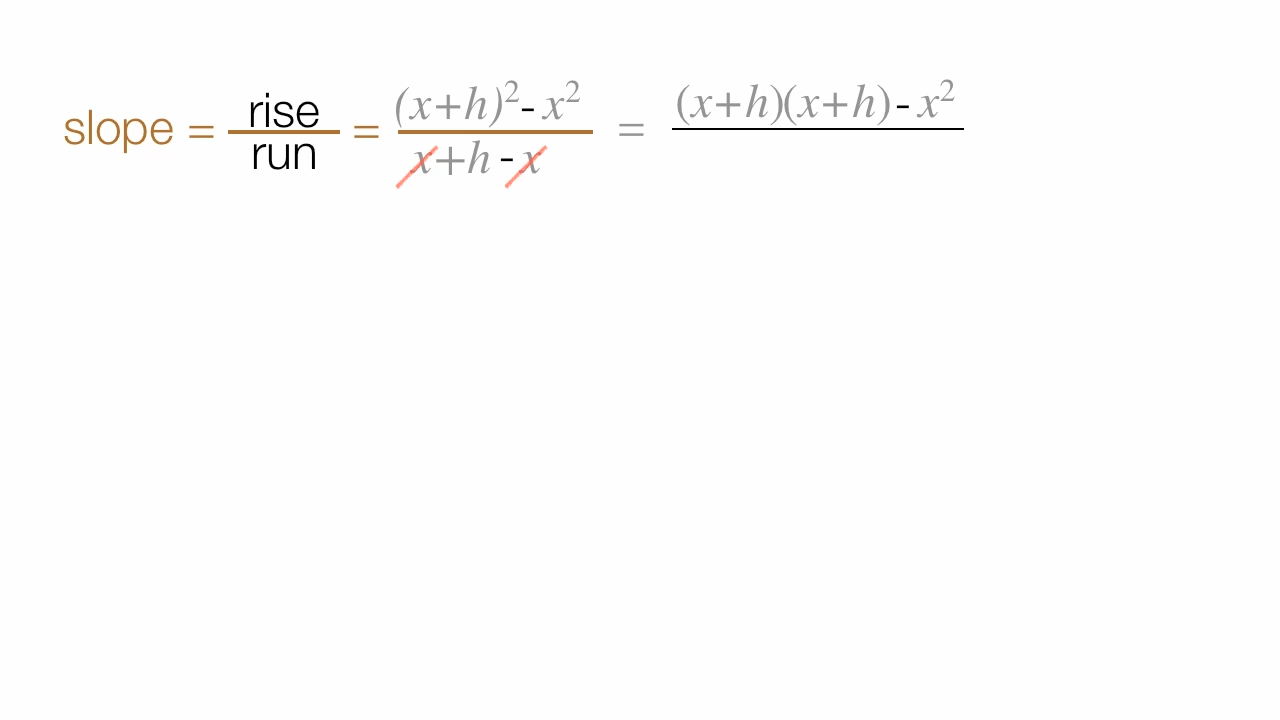 slope = rise/run = (x+h)² - x² / x+h - x = (x+h)(x+h) - x²